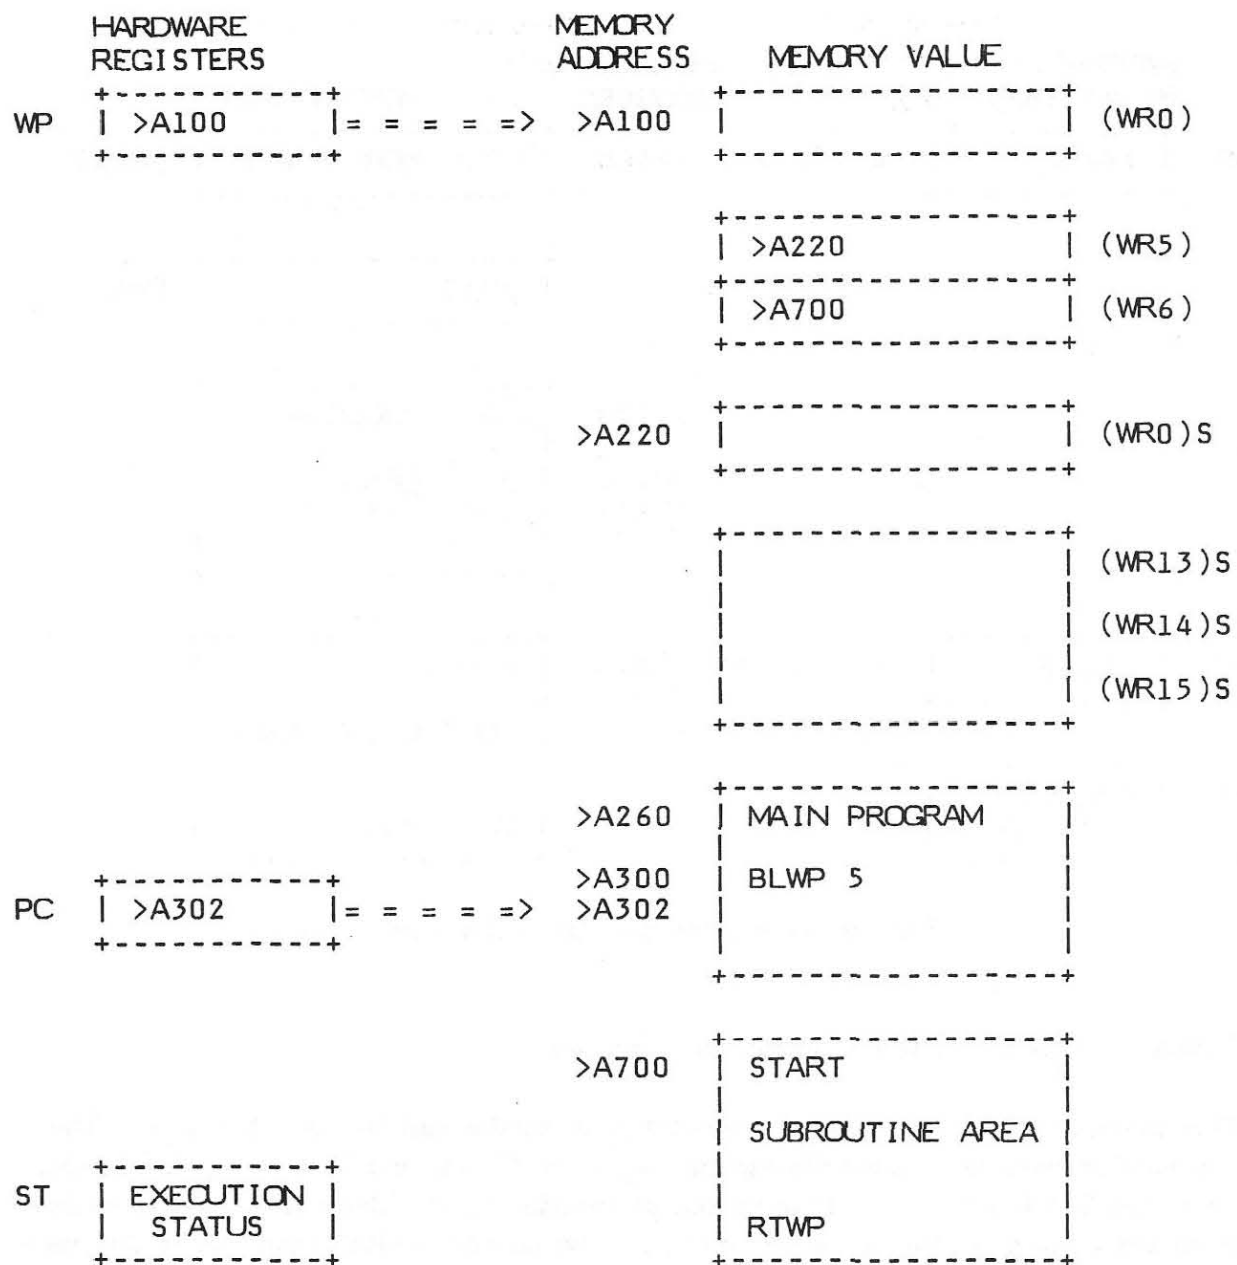 HARDWARE MEMORY
REGISTERS ADDRESS MEMORY VALUE
+-----------+ +-----------------+
WP | >A100 |= = = = => >A100 | | (WR0)
+-----------+ +-----------------+
+-----------------+
| >A220 | (WR5)
+-----------------+
| >A700 | (WR6)
+-----------------+
+-----------------+
>A220 | | (WR0)S
+-----------------+
+-----------------+
| | (WR13)S
| | (WR14)S
| | (WR15)S
+-----------------+
+-----------------+
>A260 | MAIN PROGRAM |
+-----------+ >A300 | BLWP 5 |
PC | >A302 |= = = = => >A302 | |
+-----------+ +-----------------+
+-----------------+
>A700 | START |
| SUBROUTINE AREA |
+-----------+
ST | EXECUTION |
| STATUS | | RTWP |
+-----------+ +-----------------+